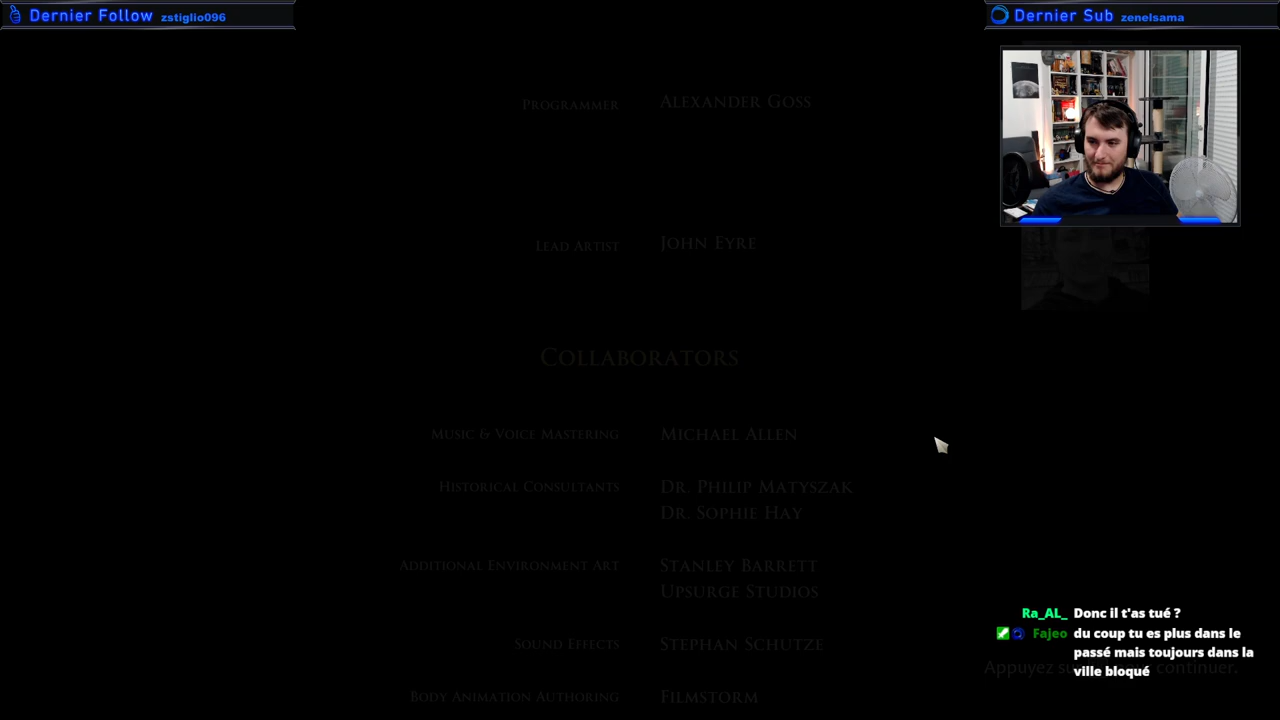 Dernier Follow zstiglio096
Dernier Sub zenelsama
Programmer Alexander Goss
Lead Artist John Eyre
Collaborators
Music & Voice Mastering Michael Allen
Historical Consultants Dr. Philip Matyszak
Dr. Sophie Hay
Additional Environment Art Stanley Barrett
Upsurge Studios
Sound Effects Stephan Schutze
Body Animation Authoring Filmstorm
Ra_AL_ Donc il t'as tué ?
Fajeo du coup tu es plus dans le
passé mais toujours dans la
ville bloqué
Appuyez continuer.